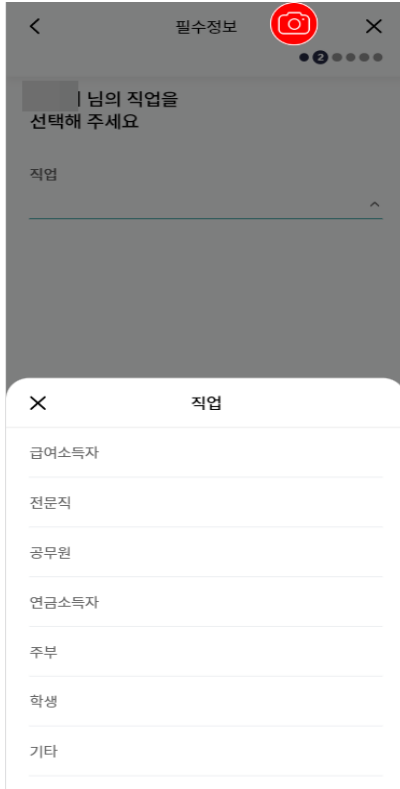 필수정보
2
님의 직업을
선택해 주세요
직업
직업
급여소득자
전문직
공무원
연금소득자
주부
학생
기타